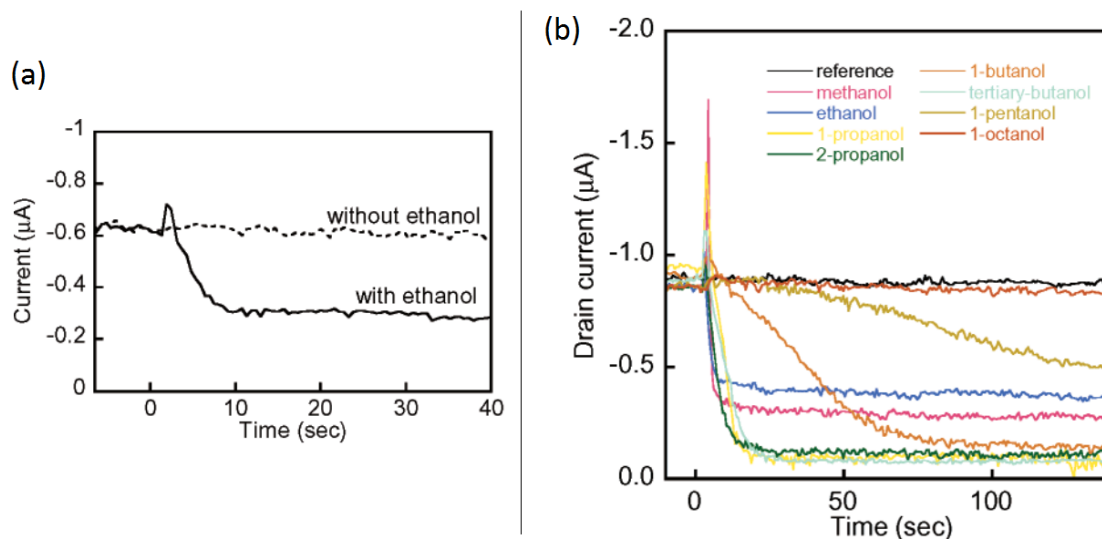 (a)
-1
-0.8
-0.6
-0.4
-0.2
0
Current (μA)
without ethanol
with ethanol
0 10 20 30 40
Time (sec)
(b)
-2.0
-1.5
-1.0
-0.5
0.0
Drain current (μA)
reference
methanol
ethanol
1-propanol
2-propanol
1-butanol
tertiary-butanol
1-pentanol
1-octanol
0 50 100
Time (sec)